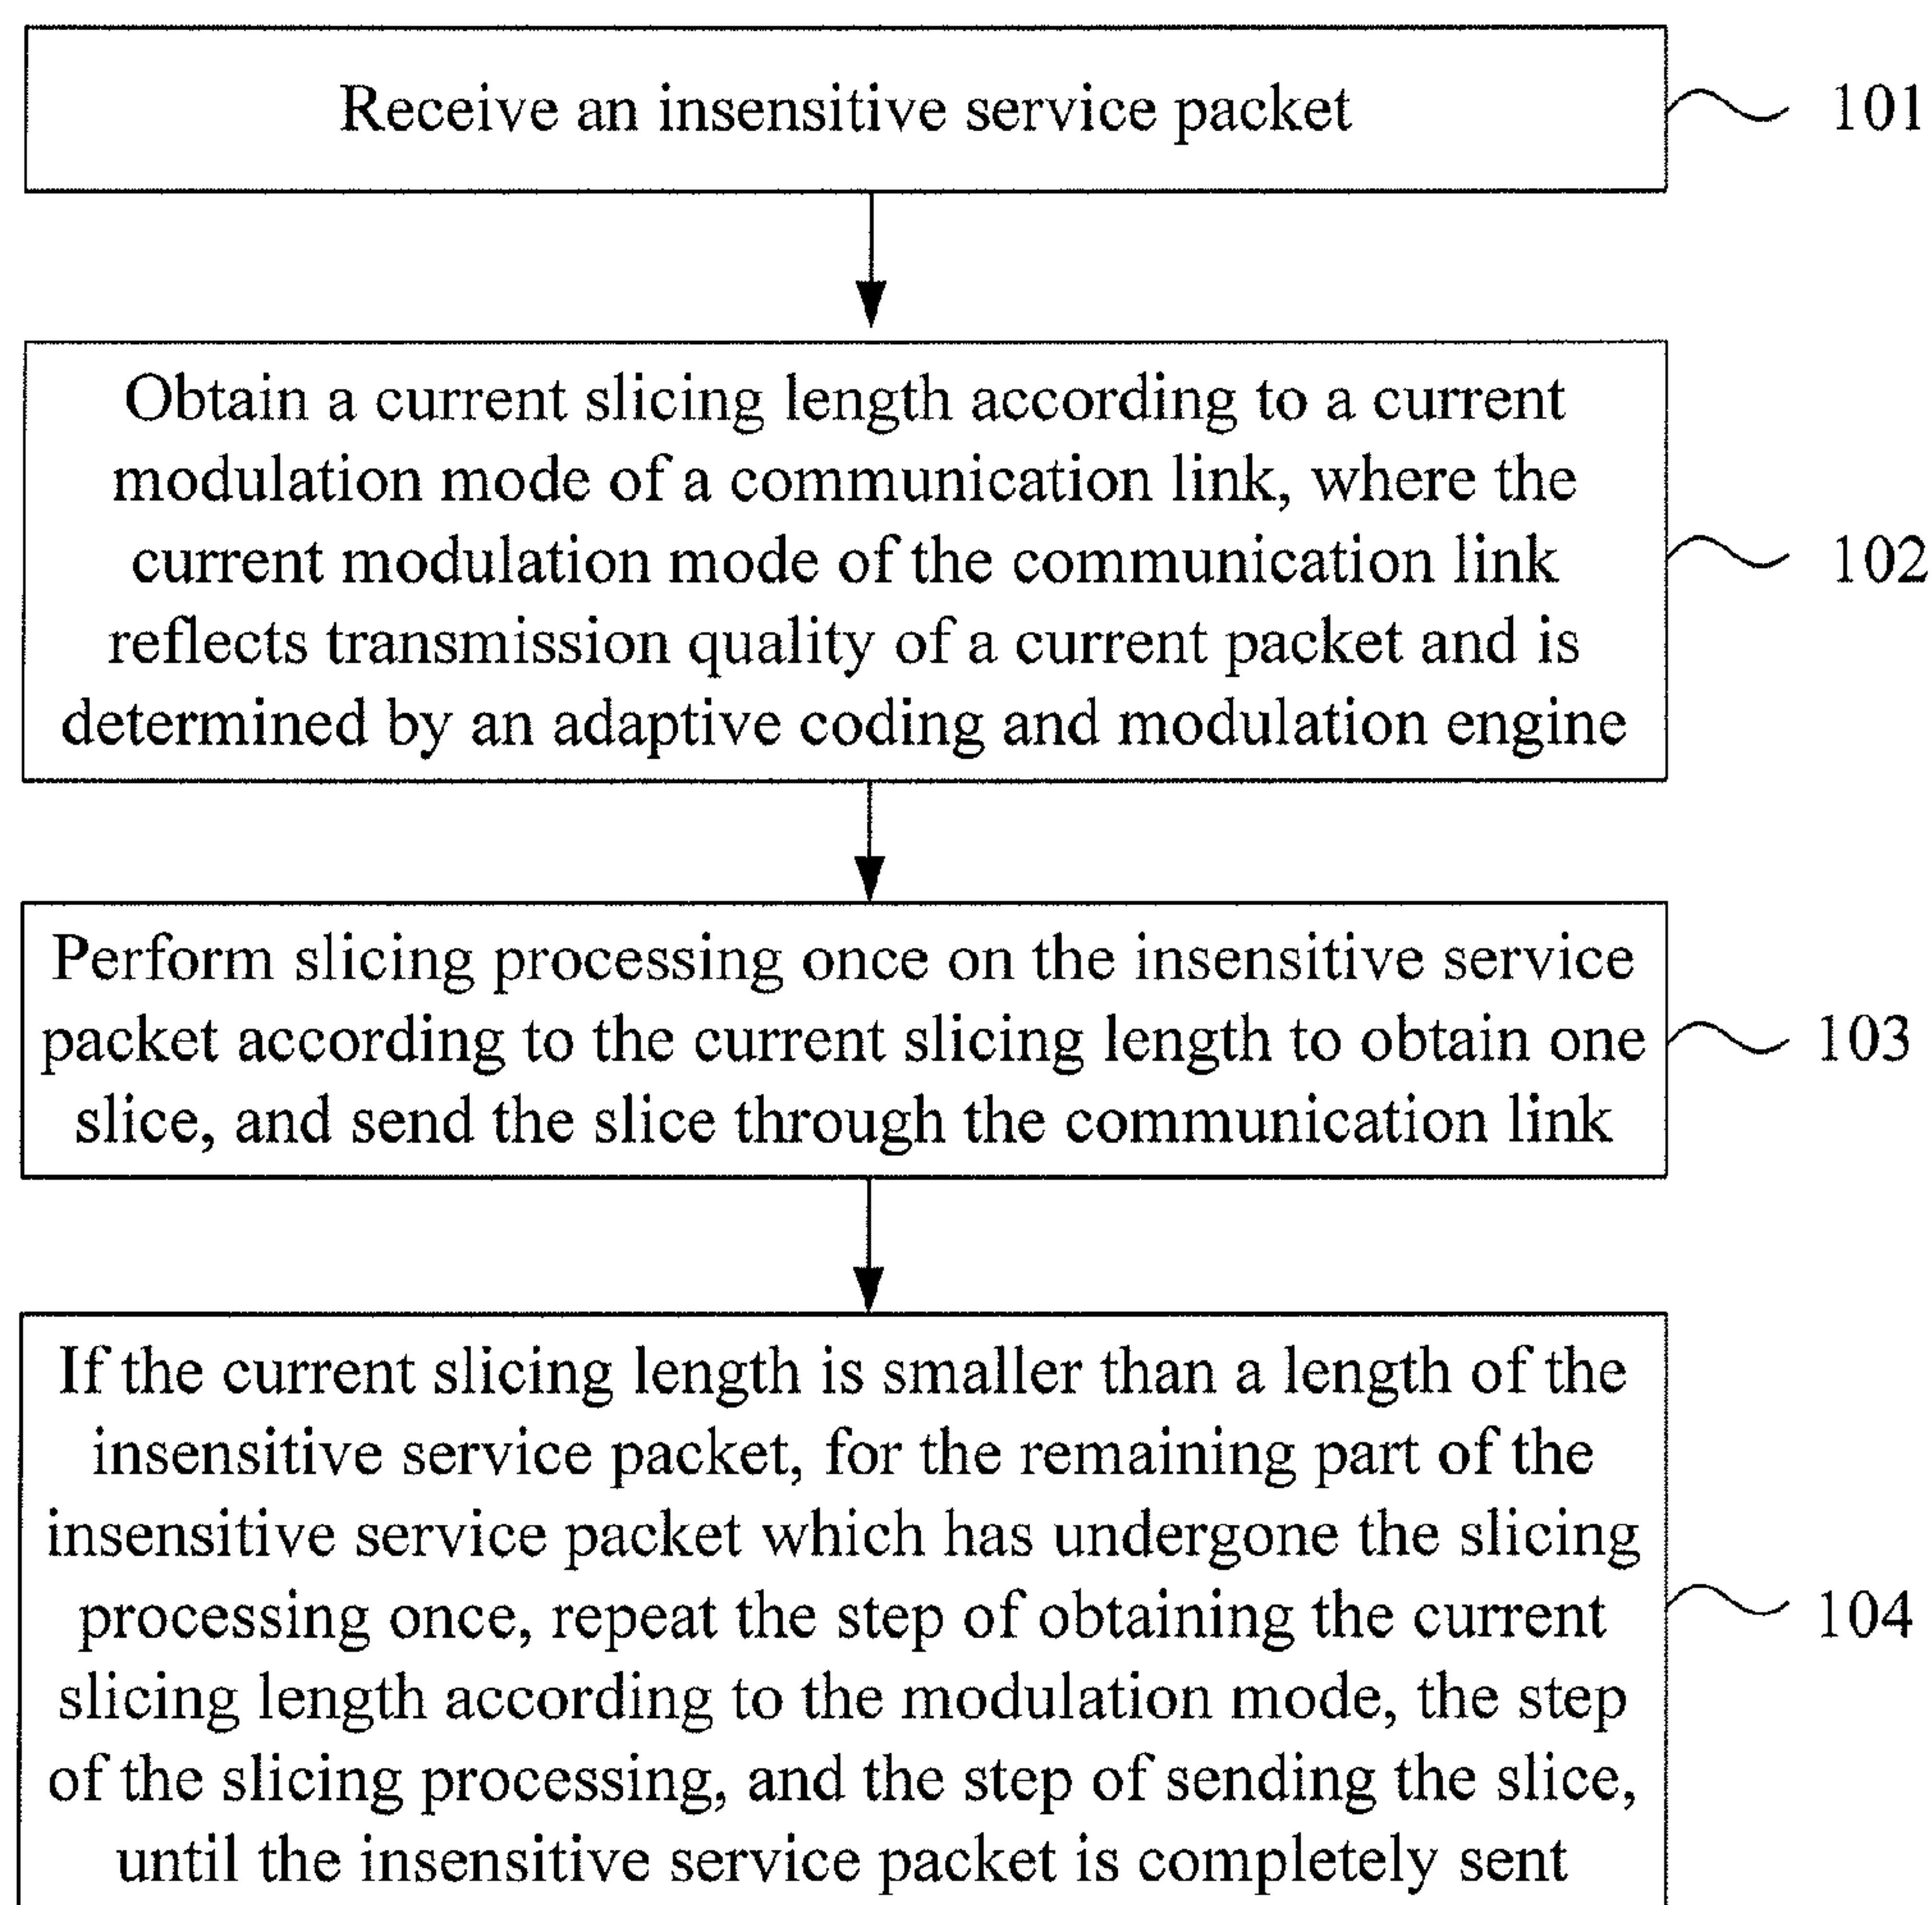 Receive an insensitive service packet
101
Obtain a current slicing length according to a current
modulation mode of a communication link, where the
current modulation mode of the communication link
reflects transmission quality of a current packet and is
determined by an adaptive coding and modulation engine
102
Perform slicing processing once on the insensitive service
packet according to the current slicing length to obtain one
slice, and send the slice through the communication link
103
If the current slicing length is smaller than a length of the
insensitive service packet, for the remaining part of the
insensitive service packet which has undergone the slicing
processing once, repeat the step of obtaining the current
slicing length according to the modulation mode, the step
of the slicing processing, and the step of sending the slice,
until the insensitive service packet is completely sent
104